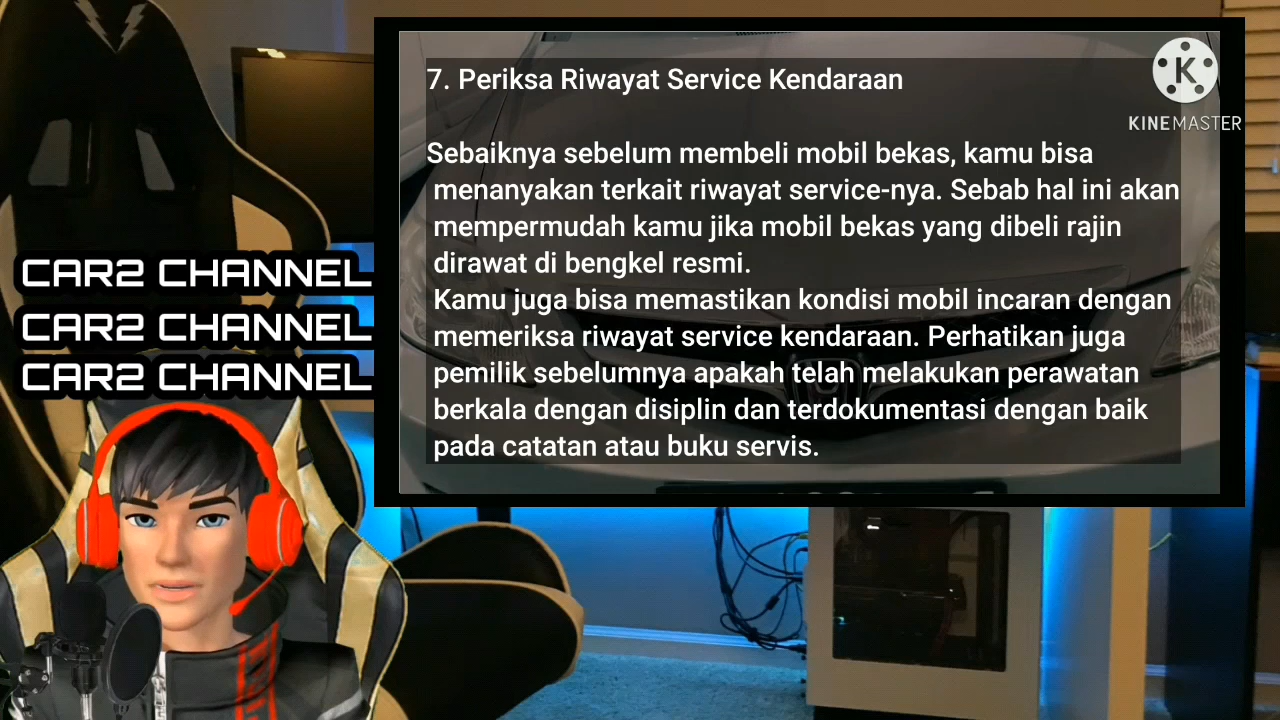 7. Periksa Riwayat Service Kendaraan
Sebaiknya sebelum membeli mobil bekas, kamu bisa
menanyakan terkait riwayat service-nya. Sebab hal ini akan
mempermudah kamu jika mobil bekas yang dibeli rajin
dirawat di bengkel resmi.
Kamu juga bisa memastikan kondisi mobil incaran dengan
memeriksa riwayat service kendaraan. Perhatikan juga
pemilik sebelumnya apakah telah melakukan perawatan
berkala dengan disiplin dan terdokumentasi dengan baik
pada catatan atau buku servis.
K
KINEMASTER
CAR2 CHANNEL
CAR2 CHANNEL
CAR2 CHANNEL